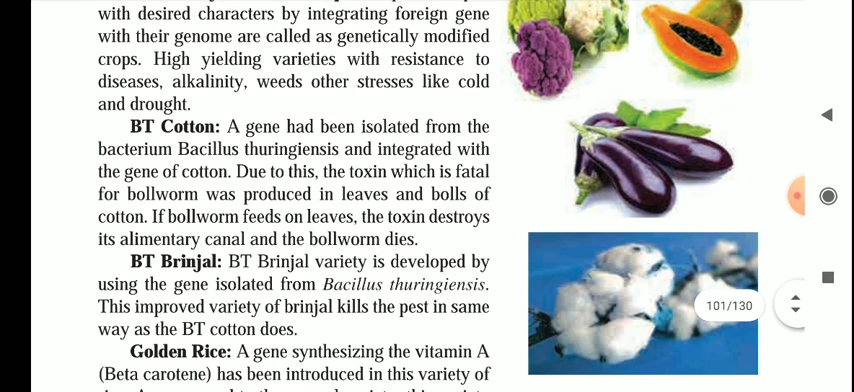 with desired characters by integrating foreign gene
with their genome are called as genetically modified
crops. High yielding varieties with resistance to
diseases, alkalinity, weeds other stresses like cold
and drought.
BT Cotton: A gene had been isolated from the
bacterium Bacillus thuringiensis and integrated with
the gene of cotton. Due to this, the toxin which is fatal
for bollworm was produced in leaves and bolls of
cotton. If bollworm feeds on leaves, the toxin destroys
its alimentary canal and the bollworm dies.
BT Brinjal: BT Brinjal variety is developed by
using the gene isolated from Bacillus thuringiensis.
This improved variety of brinjal kills the pest in same
way as the BT cotton does.
Golden Rice: A gene synthesizing the vitamin A
(Beta carotene) has been introduced in this variety of
101/130